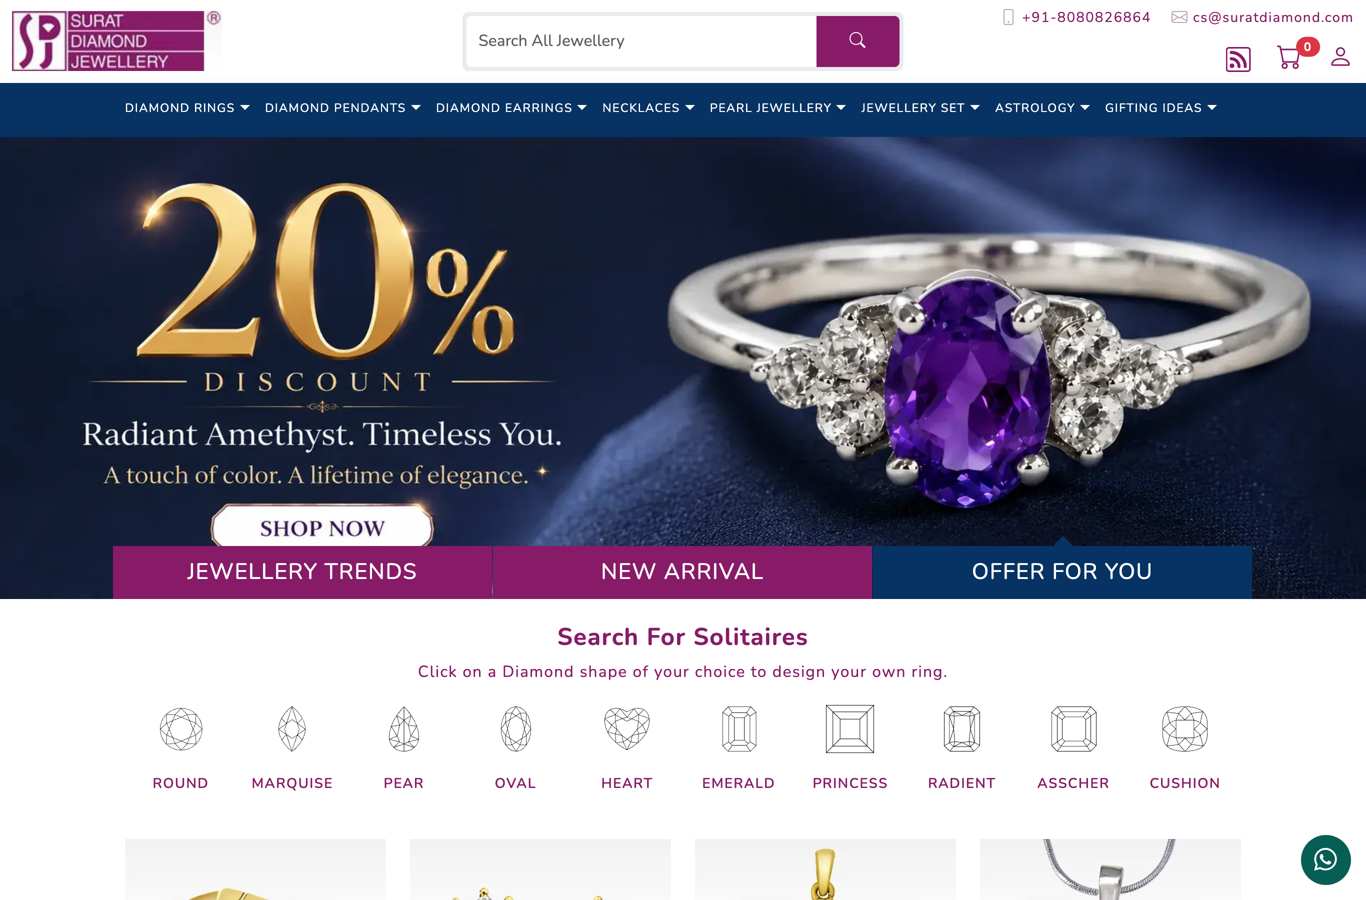 SURAT
DIAMOND
JEWELLERY
®
Search All Jewellery
+91-8080826864
cs@suratdiamond.com
0
DIAMOND RINGS
DIAMOND PENDANTS
DIAMOND EARRINGS
NECKLACES
PEARL JEWELLERY
JEWELLERY SET
ASTROLOGY
GIFTING IDEAS
20%
DISCOUNT
Radiant Amethyst. Timeless You.
A touch of color. A lifetime of elegance.
SHOP NOW
JEWELLERY TRENDS
NEW ARRIVAL
OFFER FOR YOU
Search For Solitaires
Click on a Diamond shape of your choice to design your own ring.
ROUND
MARQUISE
PEAR
OVAL
HEART
EMERALD
PRINCESS
RADIENT
ASSCHER
CUSHION